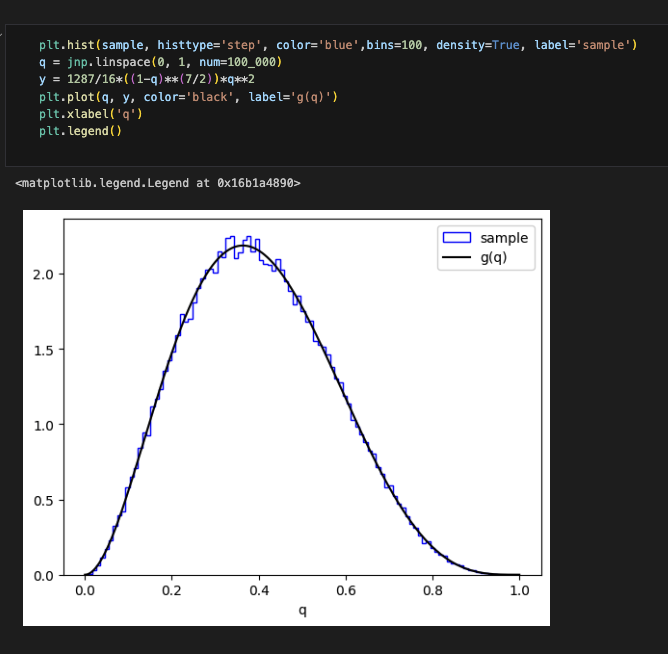 plt.hist(sample, histtype='step', color='blue',bins=100, density=True, label='sample')
q = jnp.linspace(0, 1, num=100_000)
y = 1287/16*((1-q)**(7/2))*q**2
plt.plot(q, y, color='black', label='g(q)')
plt.xlabel('q')
plt.legend()
<matplotlib.legend.Legend at 0x16b1a4890>
sample
g(q)
2.0
1.5
1.0
0.5
0.0
0.0 0.2 0.4 0.6 0.8 1.0
q